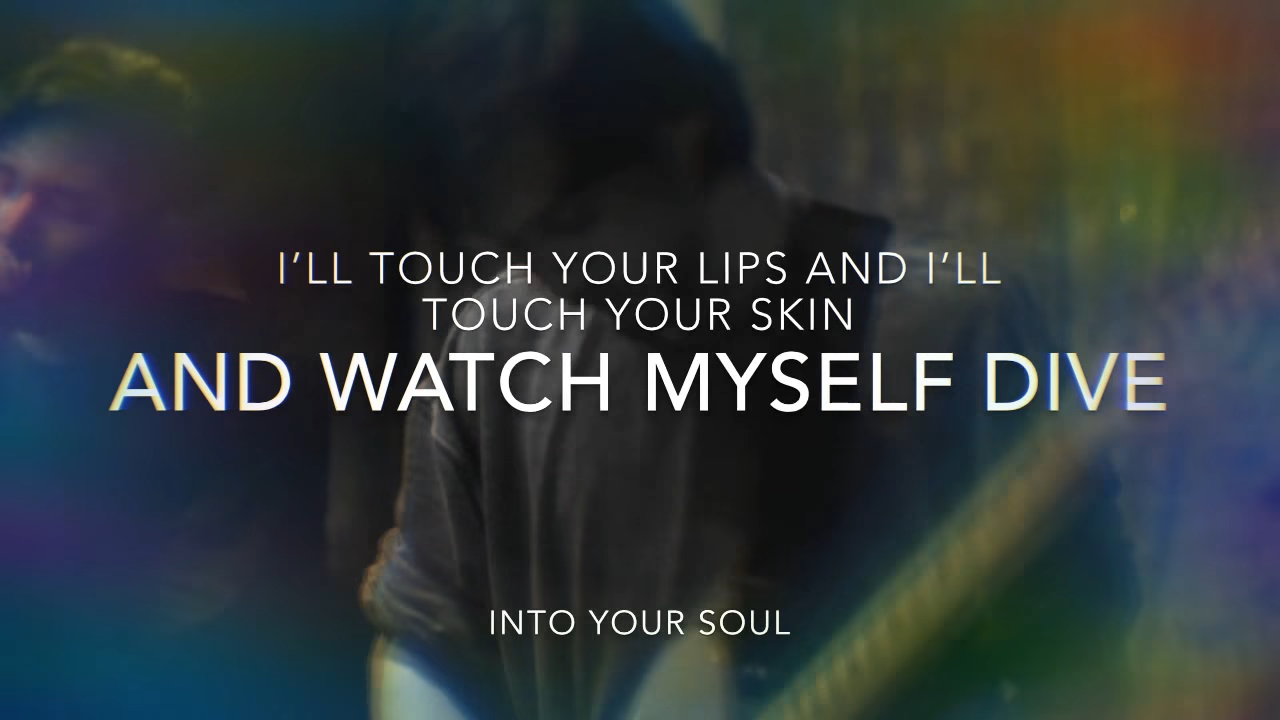 I’LL TOUCH YOUR LIPS AND I’LL
TOUCH YOUR SKIN
AND WATCH MYSELF DIVE
INTO YOUR SOUL